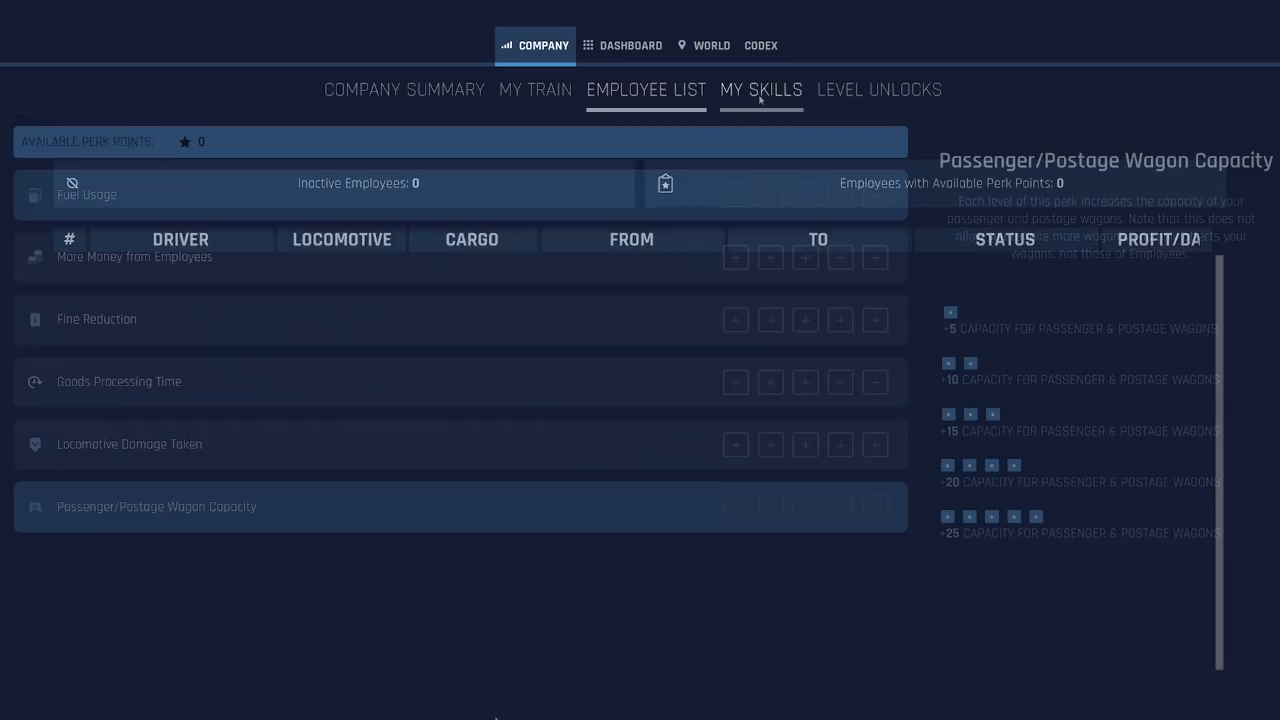 COMPANY DASHBOARD WORLD CODEX
COMPANY SUMMARY MY TRAIN EMPLOYEE LIST MY SKILLS LEVEL UNLOCKS
AVAILABLE PERK POINTS: 0
Inactive Employees: 0
Employees with Available Perk Points: 0
Fuel Usage
# DRIVER LOCOMOTIVE CARGO FROM TO STATUS PROFIT/DA
More Money from Employees
Fine Reduction
Goods Processing Time
Locomotive Damage Taken
Passenger/Postage Wagon Capacity
Passenger/Postage Wagon Capacity
Each level of this perk increases the capacity of your
passenger and postage wagons. Note that this does not
wagons, not those of Employees.
+5 CAPACITY FOR PASSENGER & POSTAGE WAGONS
+10 CAPACITY FOR PASSENGER & POSTAGE WAGONS
+15 CAPACITY FOR PASSENGER & POSTAGE WAGONS
+20 CAPACITY FOR PASSENGER & POSTAGE WAGONS
+25 CAPACITY FOR PASSENGER & POSTAGE WAGONS